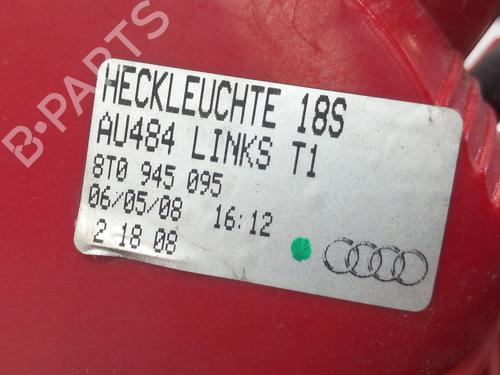 B-PARTS
HECKLEUCHTE 18S
AU484 LINKS T1
8T0 945 095
06/05/08 16:12
2 18 08